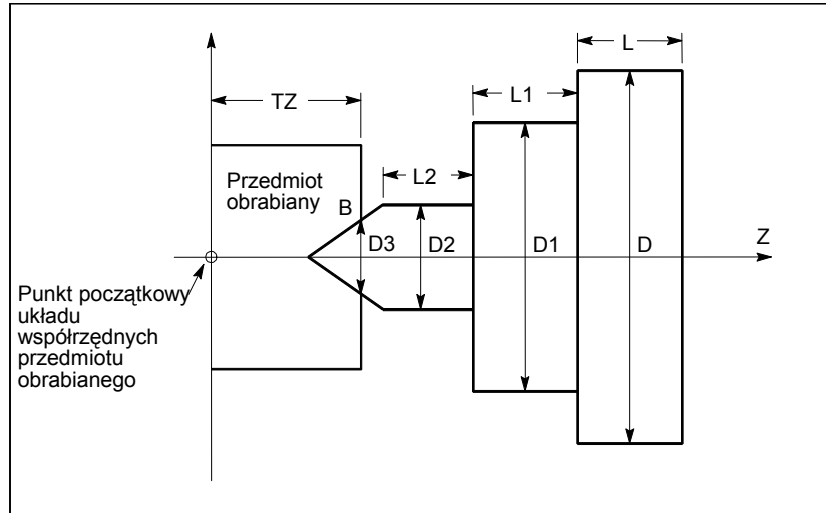 L
TZ
L1
Przedmiot
obrabiany
L2
B
D3
D2
D1
D
Z
Punkt początkowy
układu
współrzędnych
przedmiotu
obrabianego